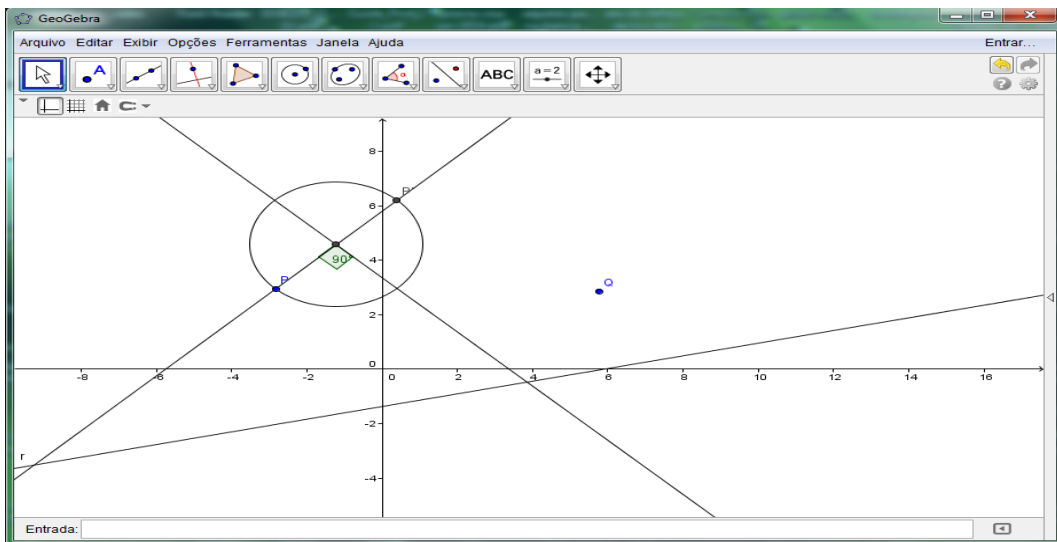 GeoGebra
Arquivo Editar Exibir Opções Ferramentas Janela Ajuda
Entrar...
A α ABC a=2
8
P'
6
90°
4
P
Q
2
0
-8 -6 -4 -2 0 2 4 6 8 10 12 14 16
-2
r
-4
Entrada: